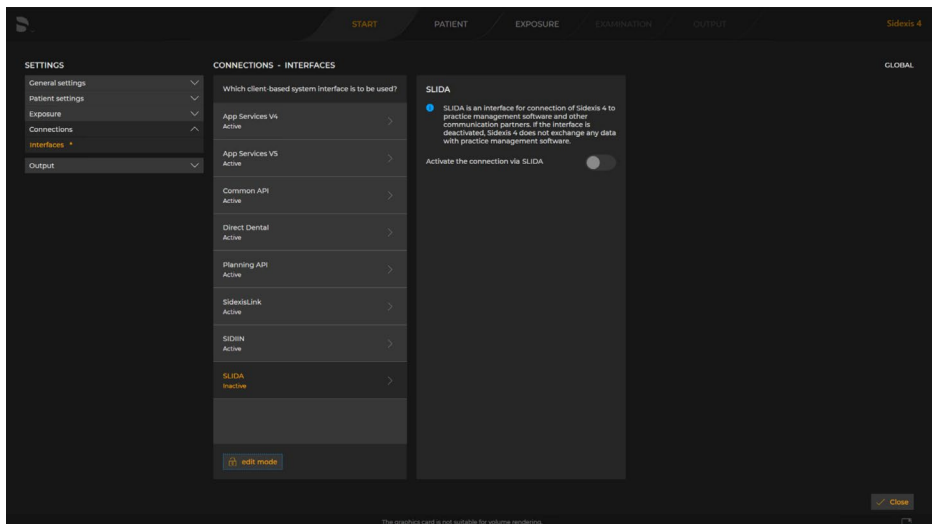 START
PATIENT
EXPOSURE
EXAMINATION
OUTPUT
Sidexis 4
SETTINGS
General settings
Patient settings
Exposure
Connections
Interfaces *
Output
CONNECTIONS - INTERFACES
Which client-based system interface is to be used?
App Services V4
Active
App Services V5
Active
Common API
Active
Direct Dental
Active
Planning API
Active
SidexisLink
Active
SIDIIN
Active
SLIDA
Inactive
edit mode
GLOBAL
SLIDA
SLIDA is an interface for connection of Sidexis 4 to
practice management software and other
communication partners. If the interface is
deactivated, Sidexis 4 does not exchange any data
with practice management software.
Activate the connection via SLIDA
Close
The graphics card is not suitable for volume rendering.